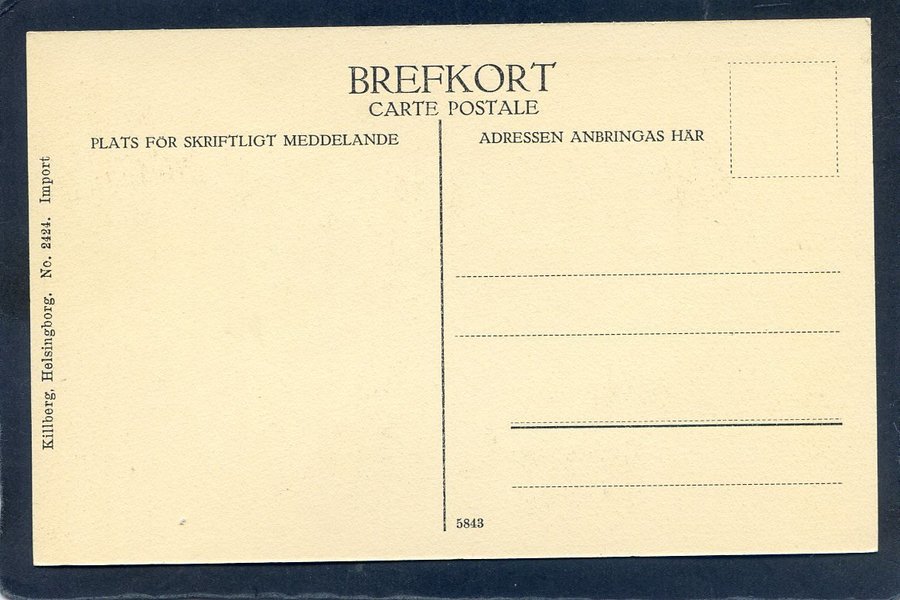 BREFKORT
CARTE POSTALE
PLATS FÖR SKRIFTLIGT MEDDELANDE
ADRESSEN ANBRINGAS HÄR
Killberg, Helsingborg. No. 2424. Import
5843